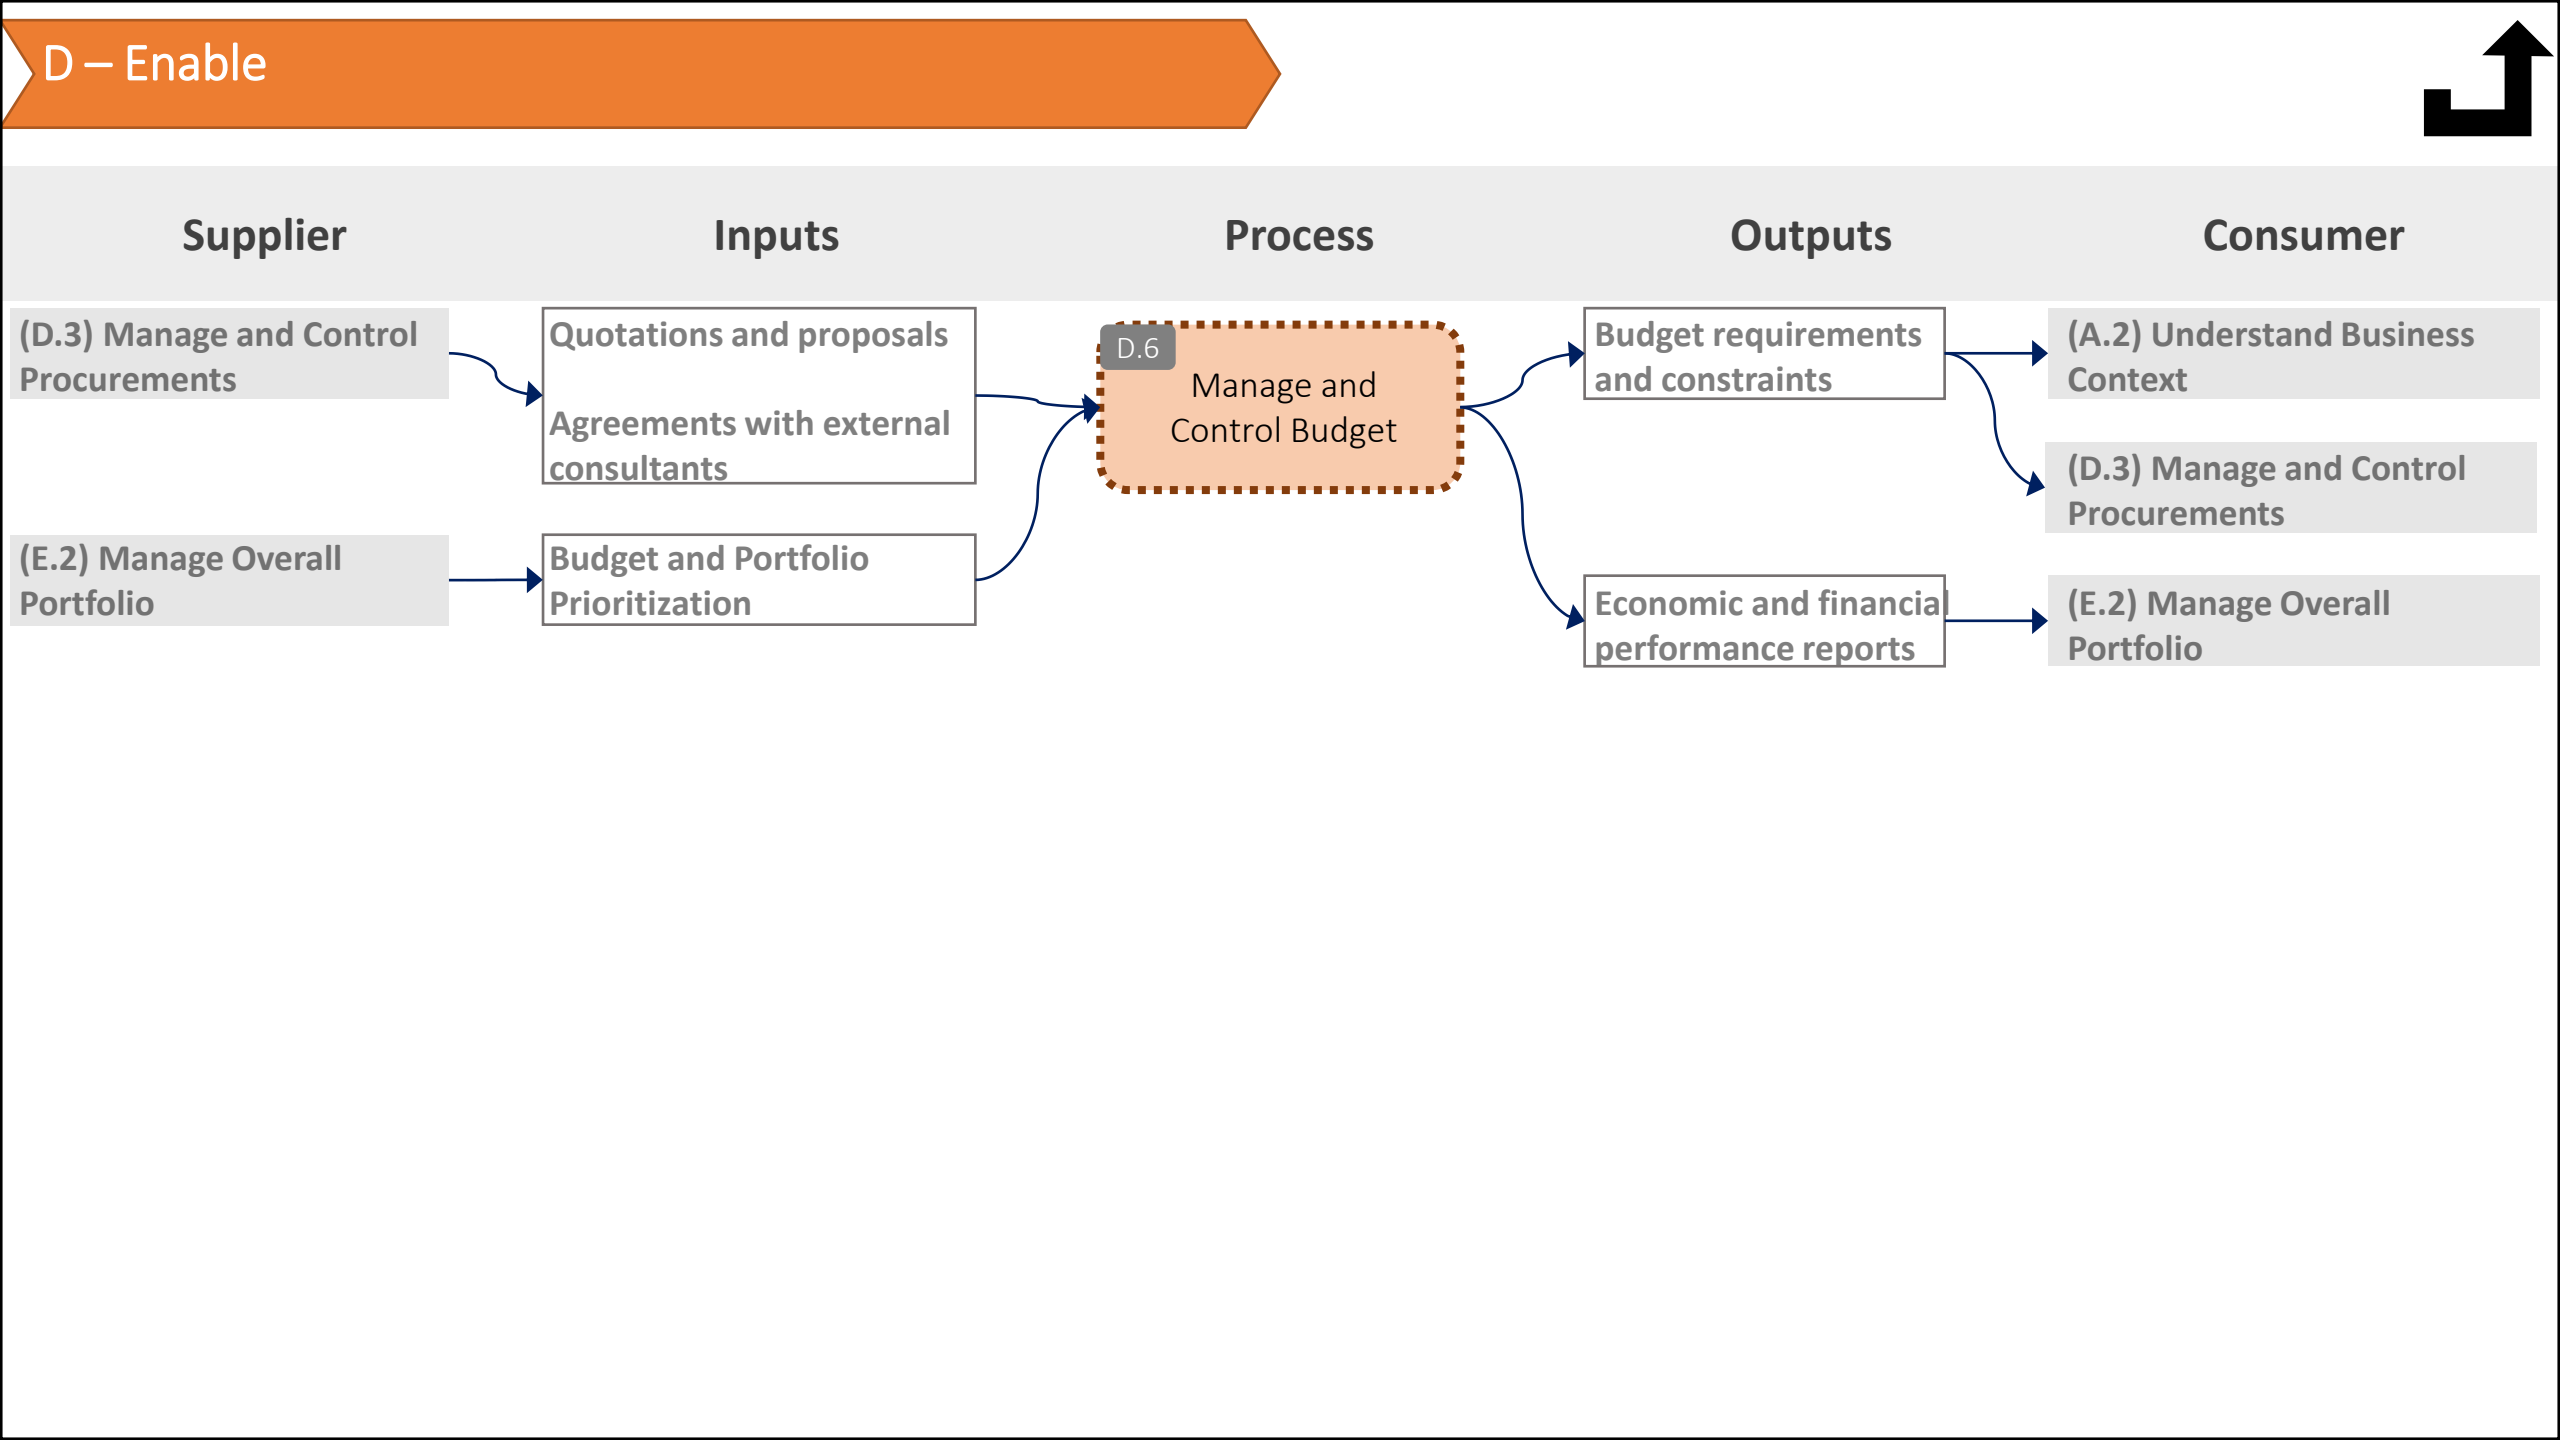 D – Enable
Supplier
Inputs
Process
Outputs
Consumer
(D.3) Manage and Control
Procurements
Quotations and proposals
Agreements with external
consultants
D.6
Manage and
Control Budget
Budget requirements
and constraints
(A.2) Understand Business
Context
(D.3) Manage and Control
Procurements
(E.2) Manage Overall
Portfolio
Budget and Portfolio
Prioritization
Economic and financial
performance reports
(E.2) Manage Overall
Portfolio